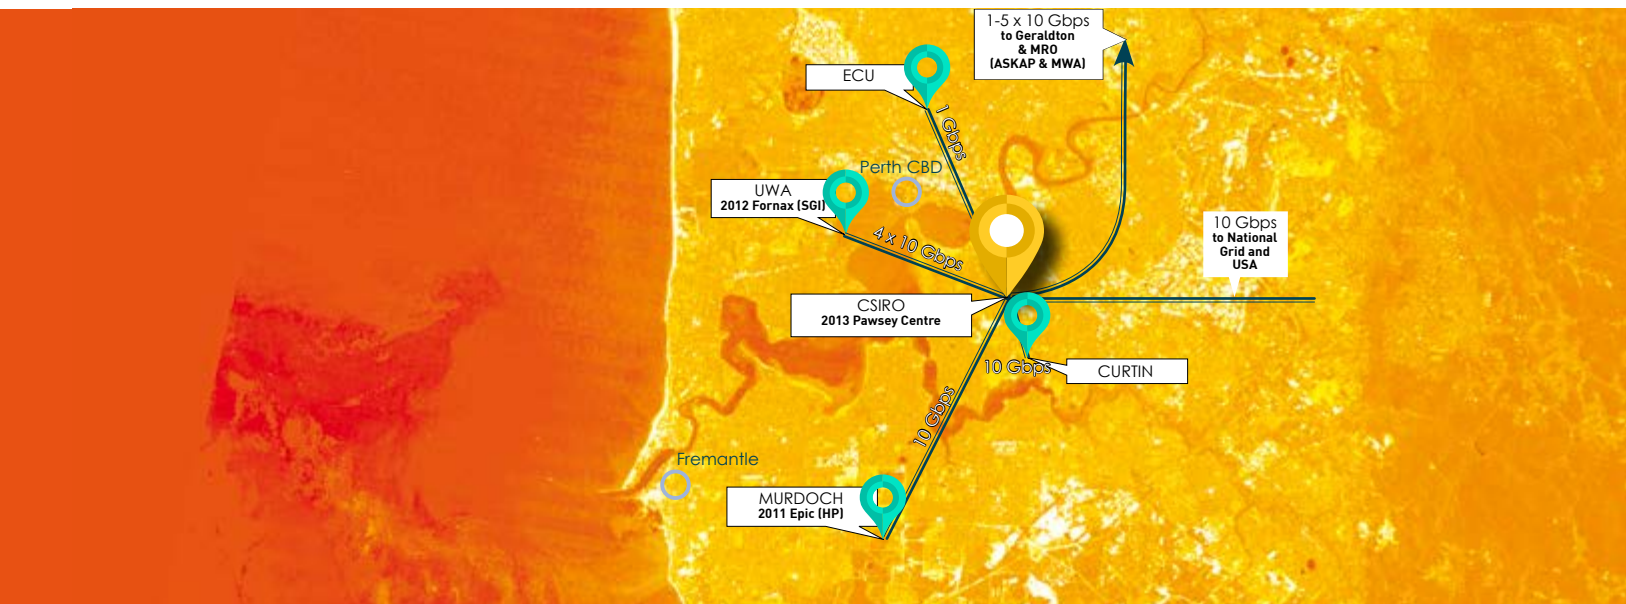 1-5 x 10 Gbps
to Geraldton
& MRO
(ASKAP & MWA)
ECU
1 Gbps
Perth CBD
UWA
2012 Fornax (SGI)
4 x 10 Gbps
10 Gbps
to National
Grid and
USA
CSIRO
2013 Pawsey Centre
10 Gbps
CURTIN
10 Gbps
Fremantle
MURDOCH
2011 Epic (HP)